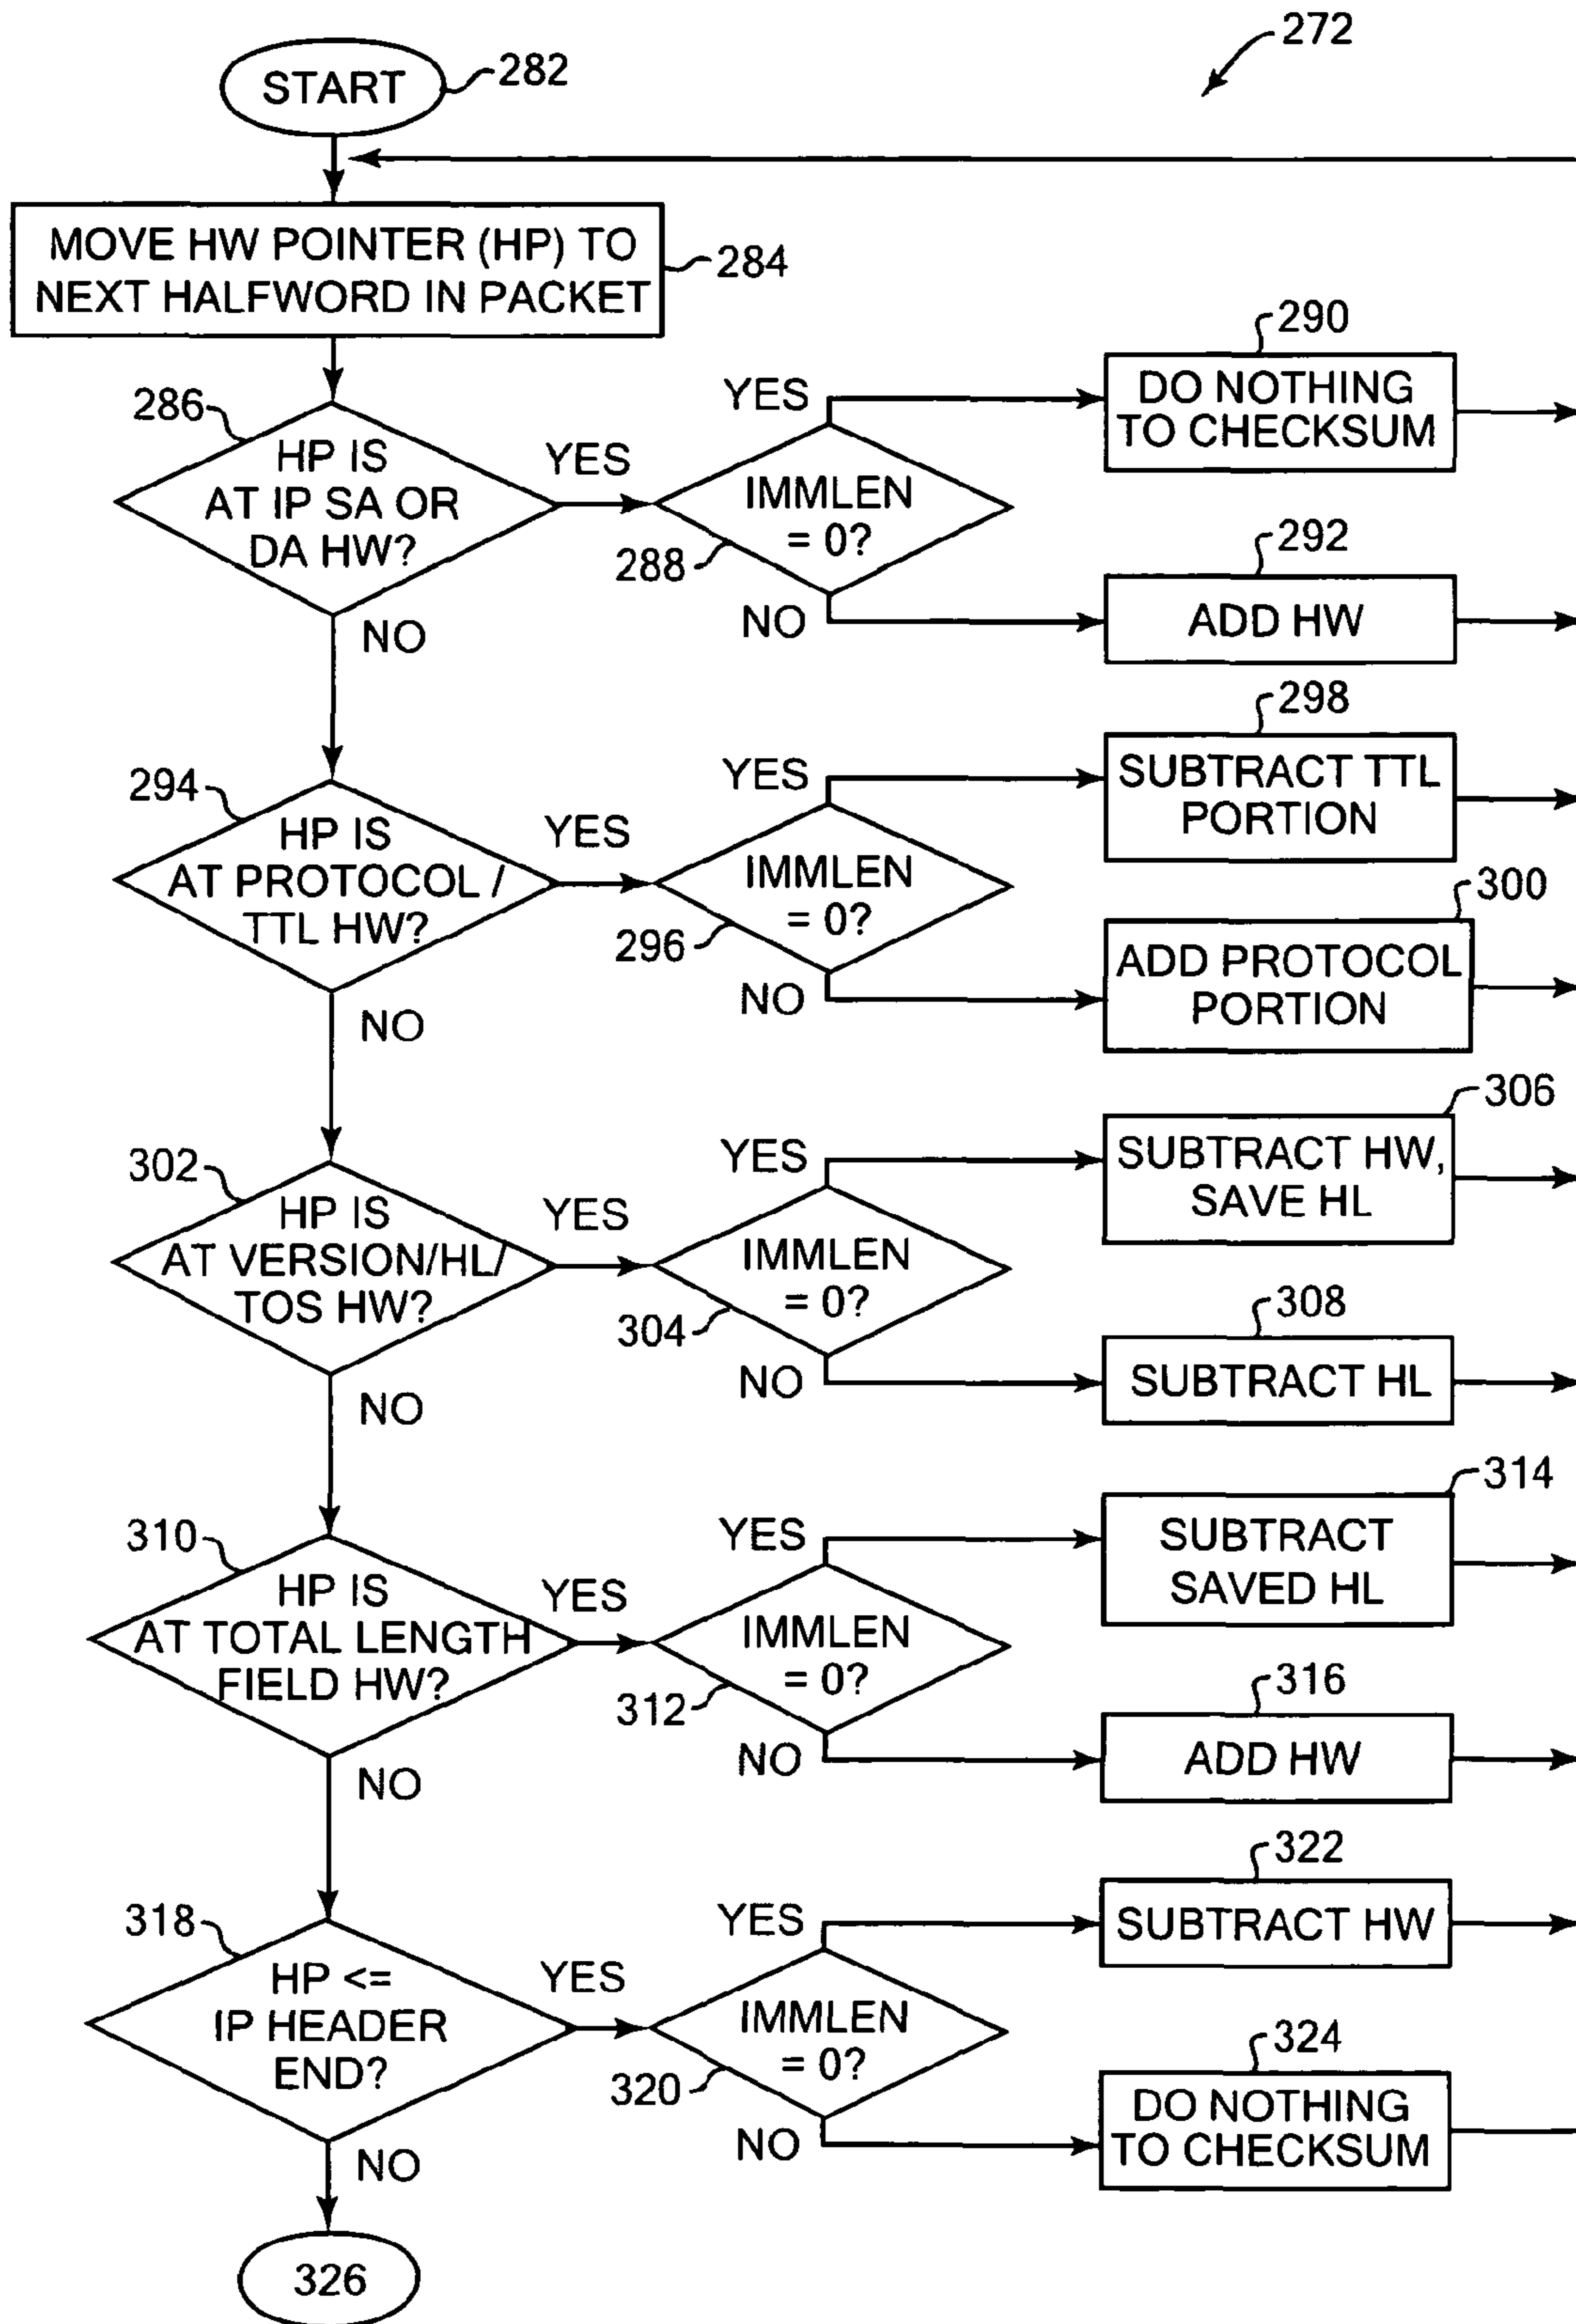 272
START
282
MOVE HW POINTER (HP) TO
NEXT HALFWORD IN PACKET
284
286
HP IS
AT IP SA OR
DA HW?
YES
NO
IMMLEN
= 0?
288
YES
NO
290
DO NOTHING
TO CHECKSUM
292
ADD HW
294
HP IS
AT PROTOCOL /
TTL HW?
YES
NO
IMMLEN
= 0?
296
YES
NO
298
SUBTRACT TTL
PORTION
300
ADD PROTOCOL
PORTION
302
HP IS
AT VERSION/HL/
TOS HW?
YES
NO
IMMLEN
= 0?
304
YES
NO
306
SUBTRACT HW,
SAVE HL
308
SUBTRACT HL
310
HP IS
AT TOTAL LENGTH
FIELD HW?
YES
NO
IMMLEN
= 0?
312
YES
NO
314
SUBTRACT
SAVED HL
316
ADD HW
318
HP <=
IP HEADER
END?
YES
NO
IMMLEN
= 0?
320
YES
NO
322
SUBTRACT HW
324
DO NOTHING
TO CHECKSUM
326